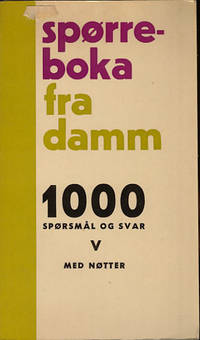 spørre-
boka
fra
damm
1000
SPØRSMÅL OG SVAR
V
MED NØTTER